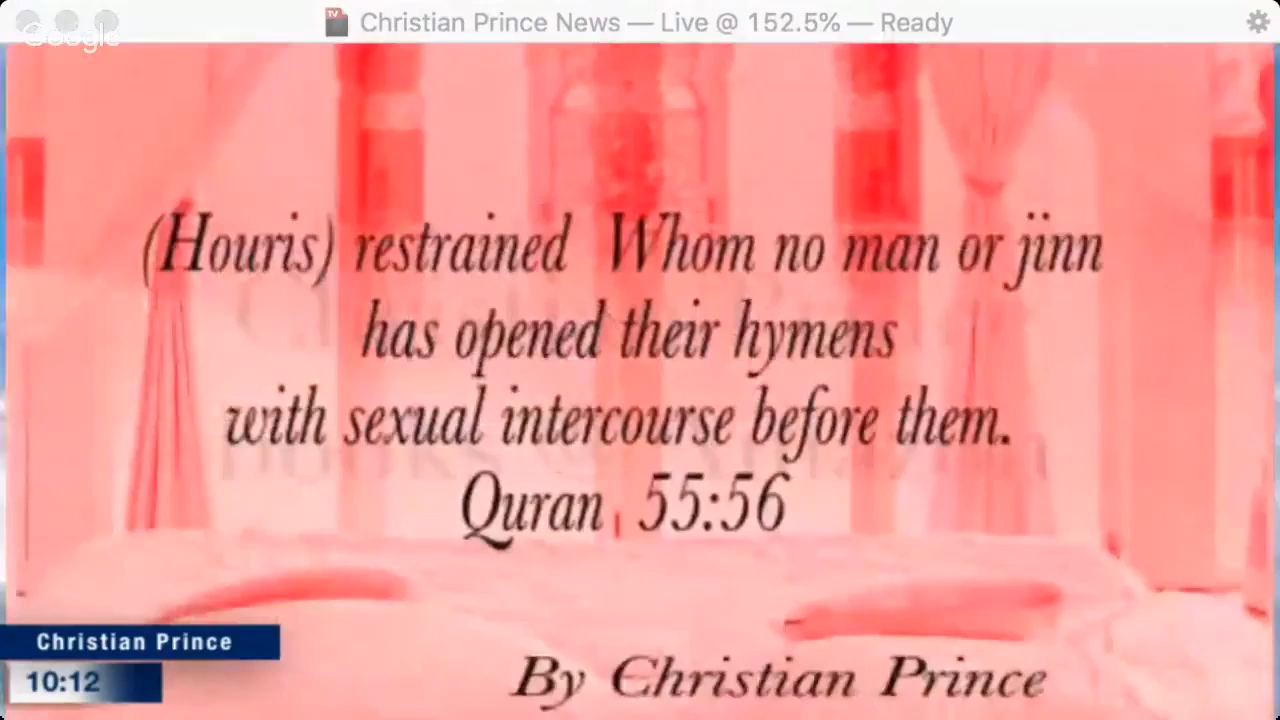 Christian Prince News — Live @ 152.5% — Ready
Google
(Houris) restrained Whom no man or jinn
has opened their hymens
with sexual intercourse before them.
Quran 55:56
Christian Prince
10:12
By Christian Prince